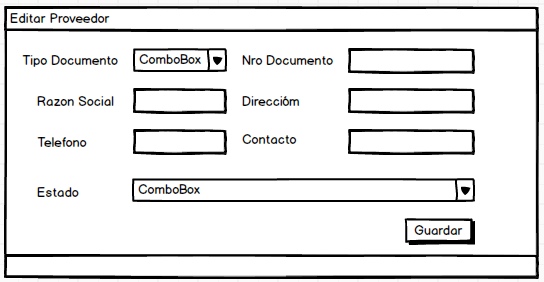 Editar Proveedor
Tipo Documento ComboBox Nro Documento
Razon Social Direccióm
Telefono Contacto
Estado ComboBox
Guardar